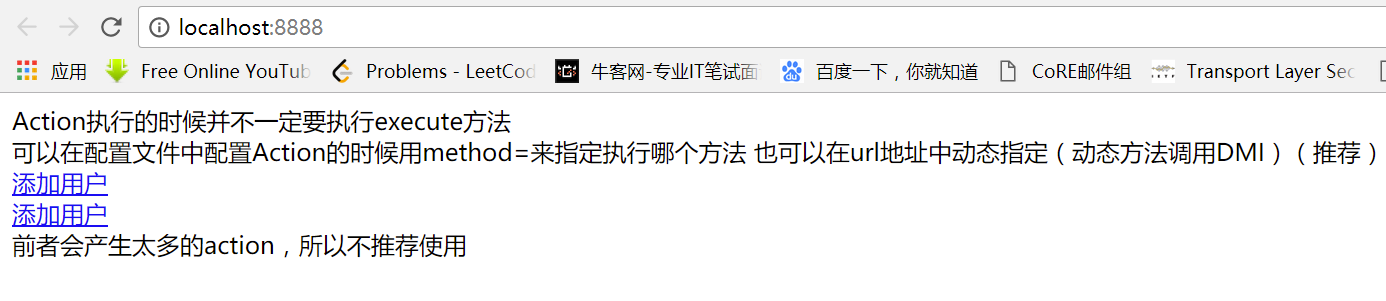 localhost:8888
应用 Free Online YouTub Problems - LeetCod 牛客网-专业IT笔试面 百度一下，你就知道 CoRE邮件组 Transport Layer Sec
Action执行的时候并不一定要执行execute方法
可以在配置文件中配置Action的时候用method=来指定执行哪个方法 也可以在url地址中动态指定（动态方法调用DMI）（推荐）
添加用户
添加用户
前者会产生太多的action，所以不推荐使用